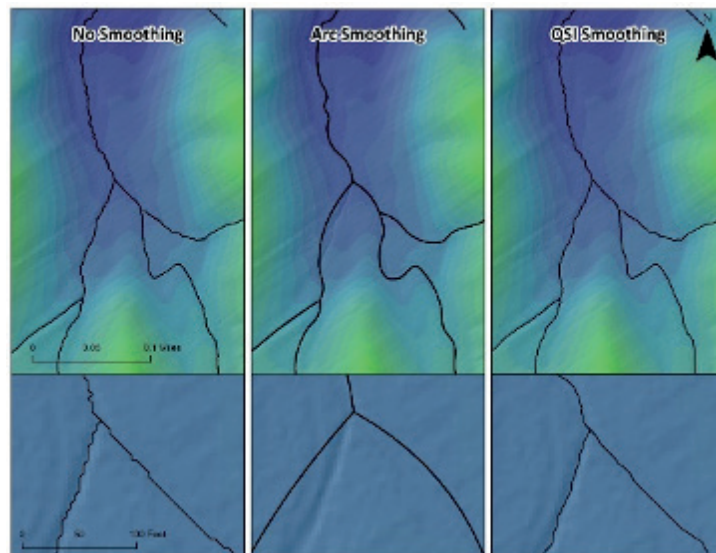 No Smoothing
Arc Smoothing
QSI Smoothing
N
0 0.05 0.1 Miles
0 50 100 Feet